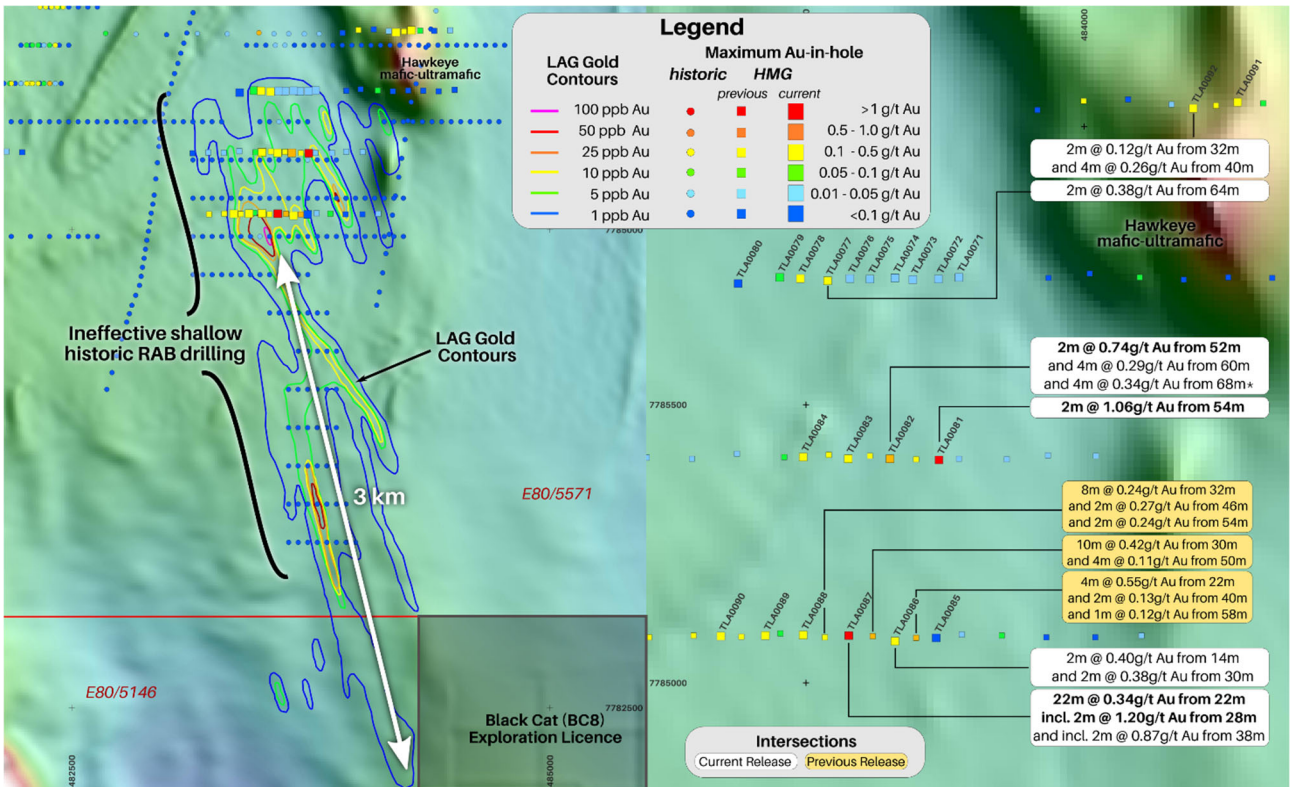 Legend
LAG Gold
Contours
Maximum Au-in-hole
historic HMG
previous current
100 ppb Au >1 g/t Au
50 ppb Au 0.5 - 1.0 g/t Au
25 ppb Au 0.1 - 0.5 g/t Au
10 ppb Au 0.05 - 0.1 g/t Au
5 ppb Au 0.01 - 0.05 g/t Au
1 ppb Au <0.1 g/t Au
Hawkeye
mafic-ultramafic
Ineffective shallow
historic RAB drilling
LAG Gold
Contours
3 km
E80/5571
E80/5146
Black Cat (BC8)
Exploration Licence
7785000
7782500
482500
485000
484000
TLA0092
TLA0091
2m @ 0.12g/t Au from 32m
and 4m @ 0.26g/t Au from 40m
2m @ 0.38g/t Au from 64m
Hawkeye
mafic-ultramafic
TLA0080
TLA0079
TLA0078
TLA0077
TLA0076
TLA0075
TLA0074
TLA0073
TLA0072
TLA0071
2m @ 0.74g/t Au from 52m
and 4m @ 0.29g/t Au from 60m
and 4m @ 0.34g/t Au from 68m*
2m @ 1.06g/t Au from 54m
7785500
TLA0084
TLA0083
TLA0082
TLA0081
8m @ 0.24g/t Au from 32m
and 2m @ 0.27g/t Au from 46m
and 2m @ 0.24g/t Au from 54m
10m @ 0.42g/t Au from 30m
and 4m @ 0.11g/t Au from 50m
4m @ 0.55g/t Au from 22m
and 2m @ 0.13g/t Au from 40m
and 1m @ 0.12g/t Au from 58m
TLA0090
TLA0089
TLA0088
TLA0087
TLA0086
TLA0085
2m @ 0.40g/t Au from 14m
and 2m @ 0.38g/t Au from 30m
22m @ 0.34g/t Au from 22m
incl. 2m @ 1.20g/t Au from 28m
and incl. 2m @ 0.87g/t Au from 38m
7785000
Intersections
Current Release Previous Release